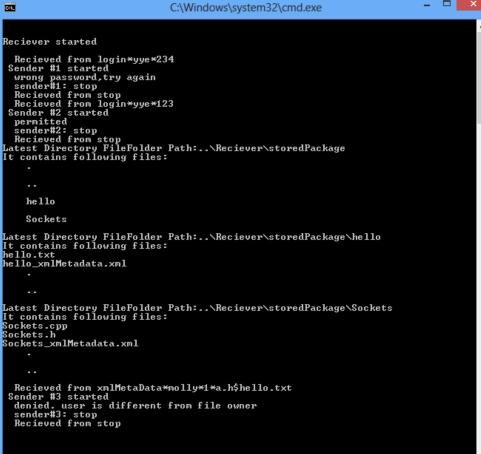 C:\Windows\system32\cmd.exe
Reciever started
Recieved from login*yye*234
Sender #1 started
wrong password,try again
sender#1: stop
Recieved from stop
Recieved from login*yye*123
Sender #2 started
permitted
sender#2: stop
Recieved from stop
Latest Directory FileFolder Path:..\Reciever\storedPackage
It contains following files:
.
..
hello
Sockets
Latest Directory FileFolder Path:..\Reciever\storedPackage\hello
It contains following files:
hello.txt
hello_xmlMetadata.xml
.
..
Latest Directory FileFolder Path:..\Reciever\storedPackage\Sockets
It contains following files:
Sockets.cpp
Sockets.h
Sockets_xmlMetadata.xml
.
..
Recieved from xmlMetaData*molly*1*a.h$hello.txt
Sender #3 started
denied. user is different from file owner
sender#3: stop
Recieved from stop